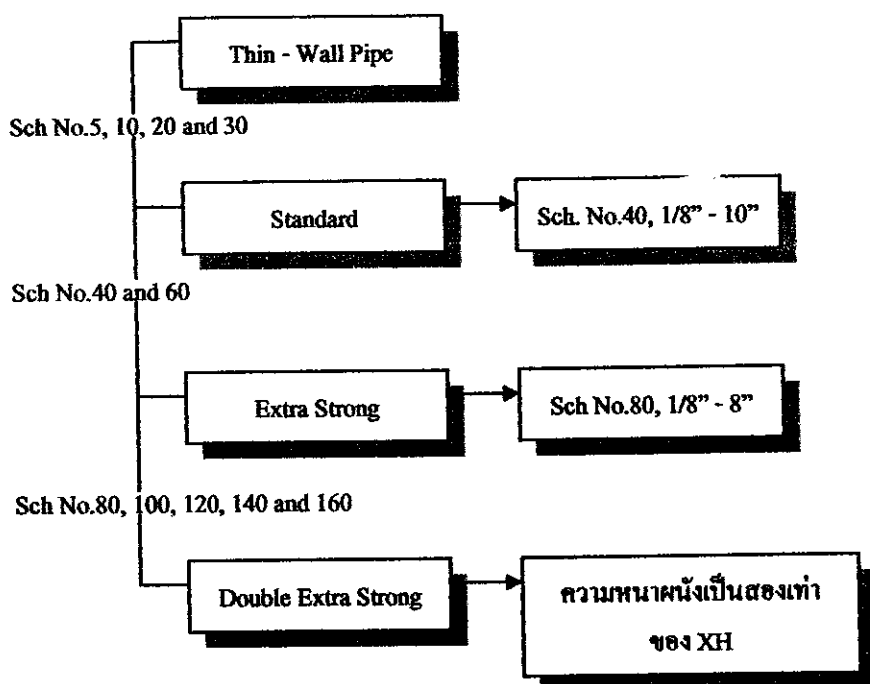 Thin - Wall Pipe
Sch No.5, 10, 20 and 30
Standard
Sch. No.40, 1/8” - 10”
Sch No.40 and 60
Extra Strong
Sch No.80, 1/8” - 8”
Sch No.80, 100, 120, 140 and 160
Double Extra Strong
ความหนาผนังเป็นสองเท่า
ของ XH